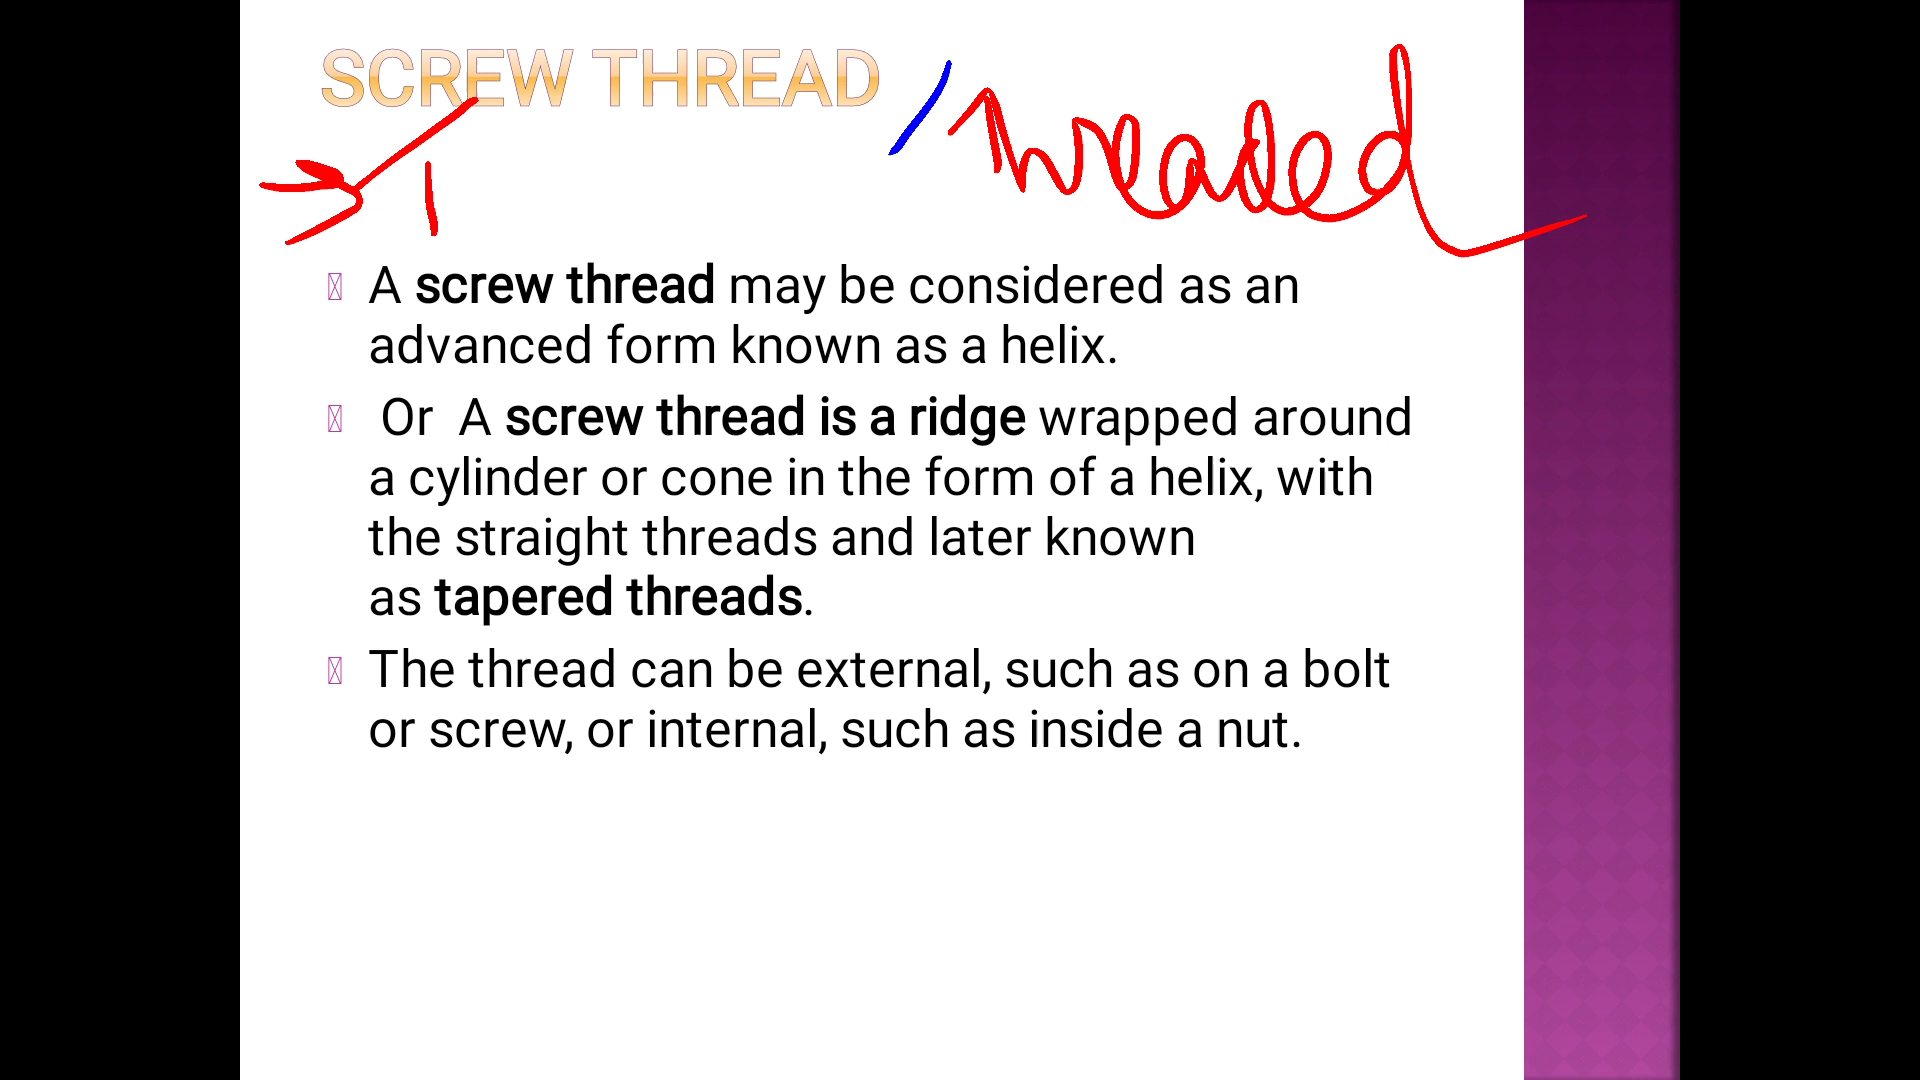 SCREW THREAD
Threaded
A screw thread may be considered as an
advanced form known as a helix.
Or A screw thread is a ridge wrapped around
a cylinder or cone in the form of a helix, with
the straight threads and later known
as tapered threads.
The thread can be external, such as on a bolt
or screw, or internal, such as inside a nut.